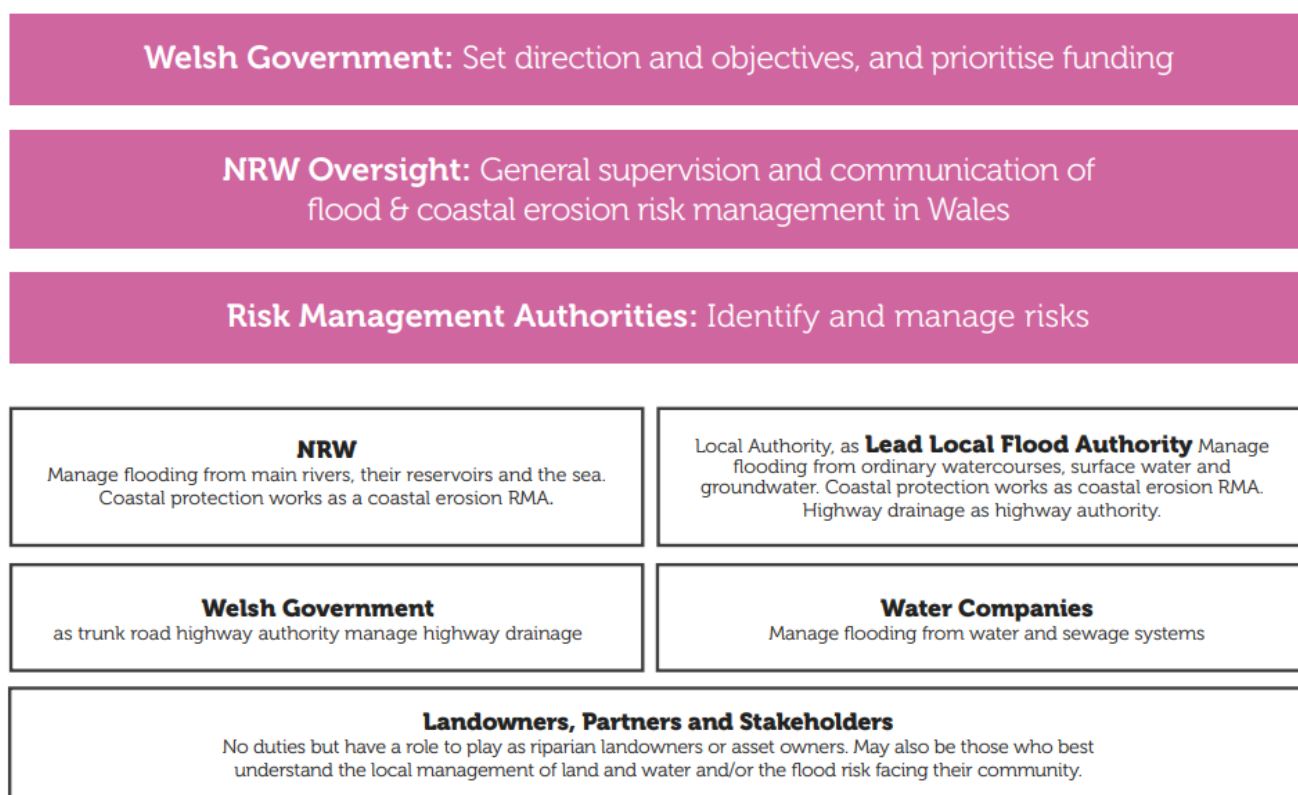 Welsh Government: Set direction and objectives, and prioritise funding
NRW Oversight: General supervision and communication of
flood & coastal erosion risk management in Wales
Risk Management Authorities: Identify and manage risks
NRW
Manage flooding from main rivers, their reservoirs and the sea.
Coastal protection works as a coastal erosion RMA.
Local Authority, as Lead Local Flood Authority Manage
flooding from ordinary watercourses, surface water and
groundwater. Coastal protection works as coastal erosion RMA.
Highway drainage as highway authority.
Welsh Government
as trunk road highway authority manage highway drainage
Water Companies
Manage flooding from water and sewage systems
Landowners, Partners and Stakeholders
No duties but have a role to play as riparian landowners or asset owners. May also be those who best
understand the local management of land and water and/or the flood risk facing their community.